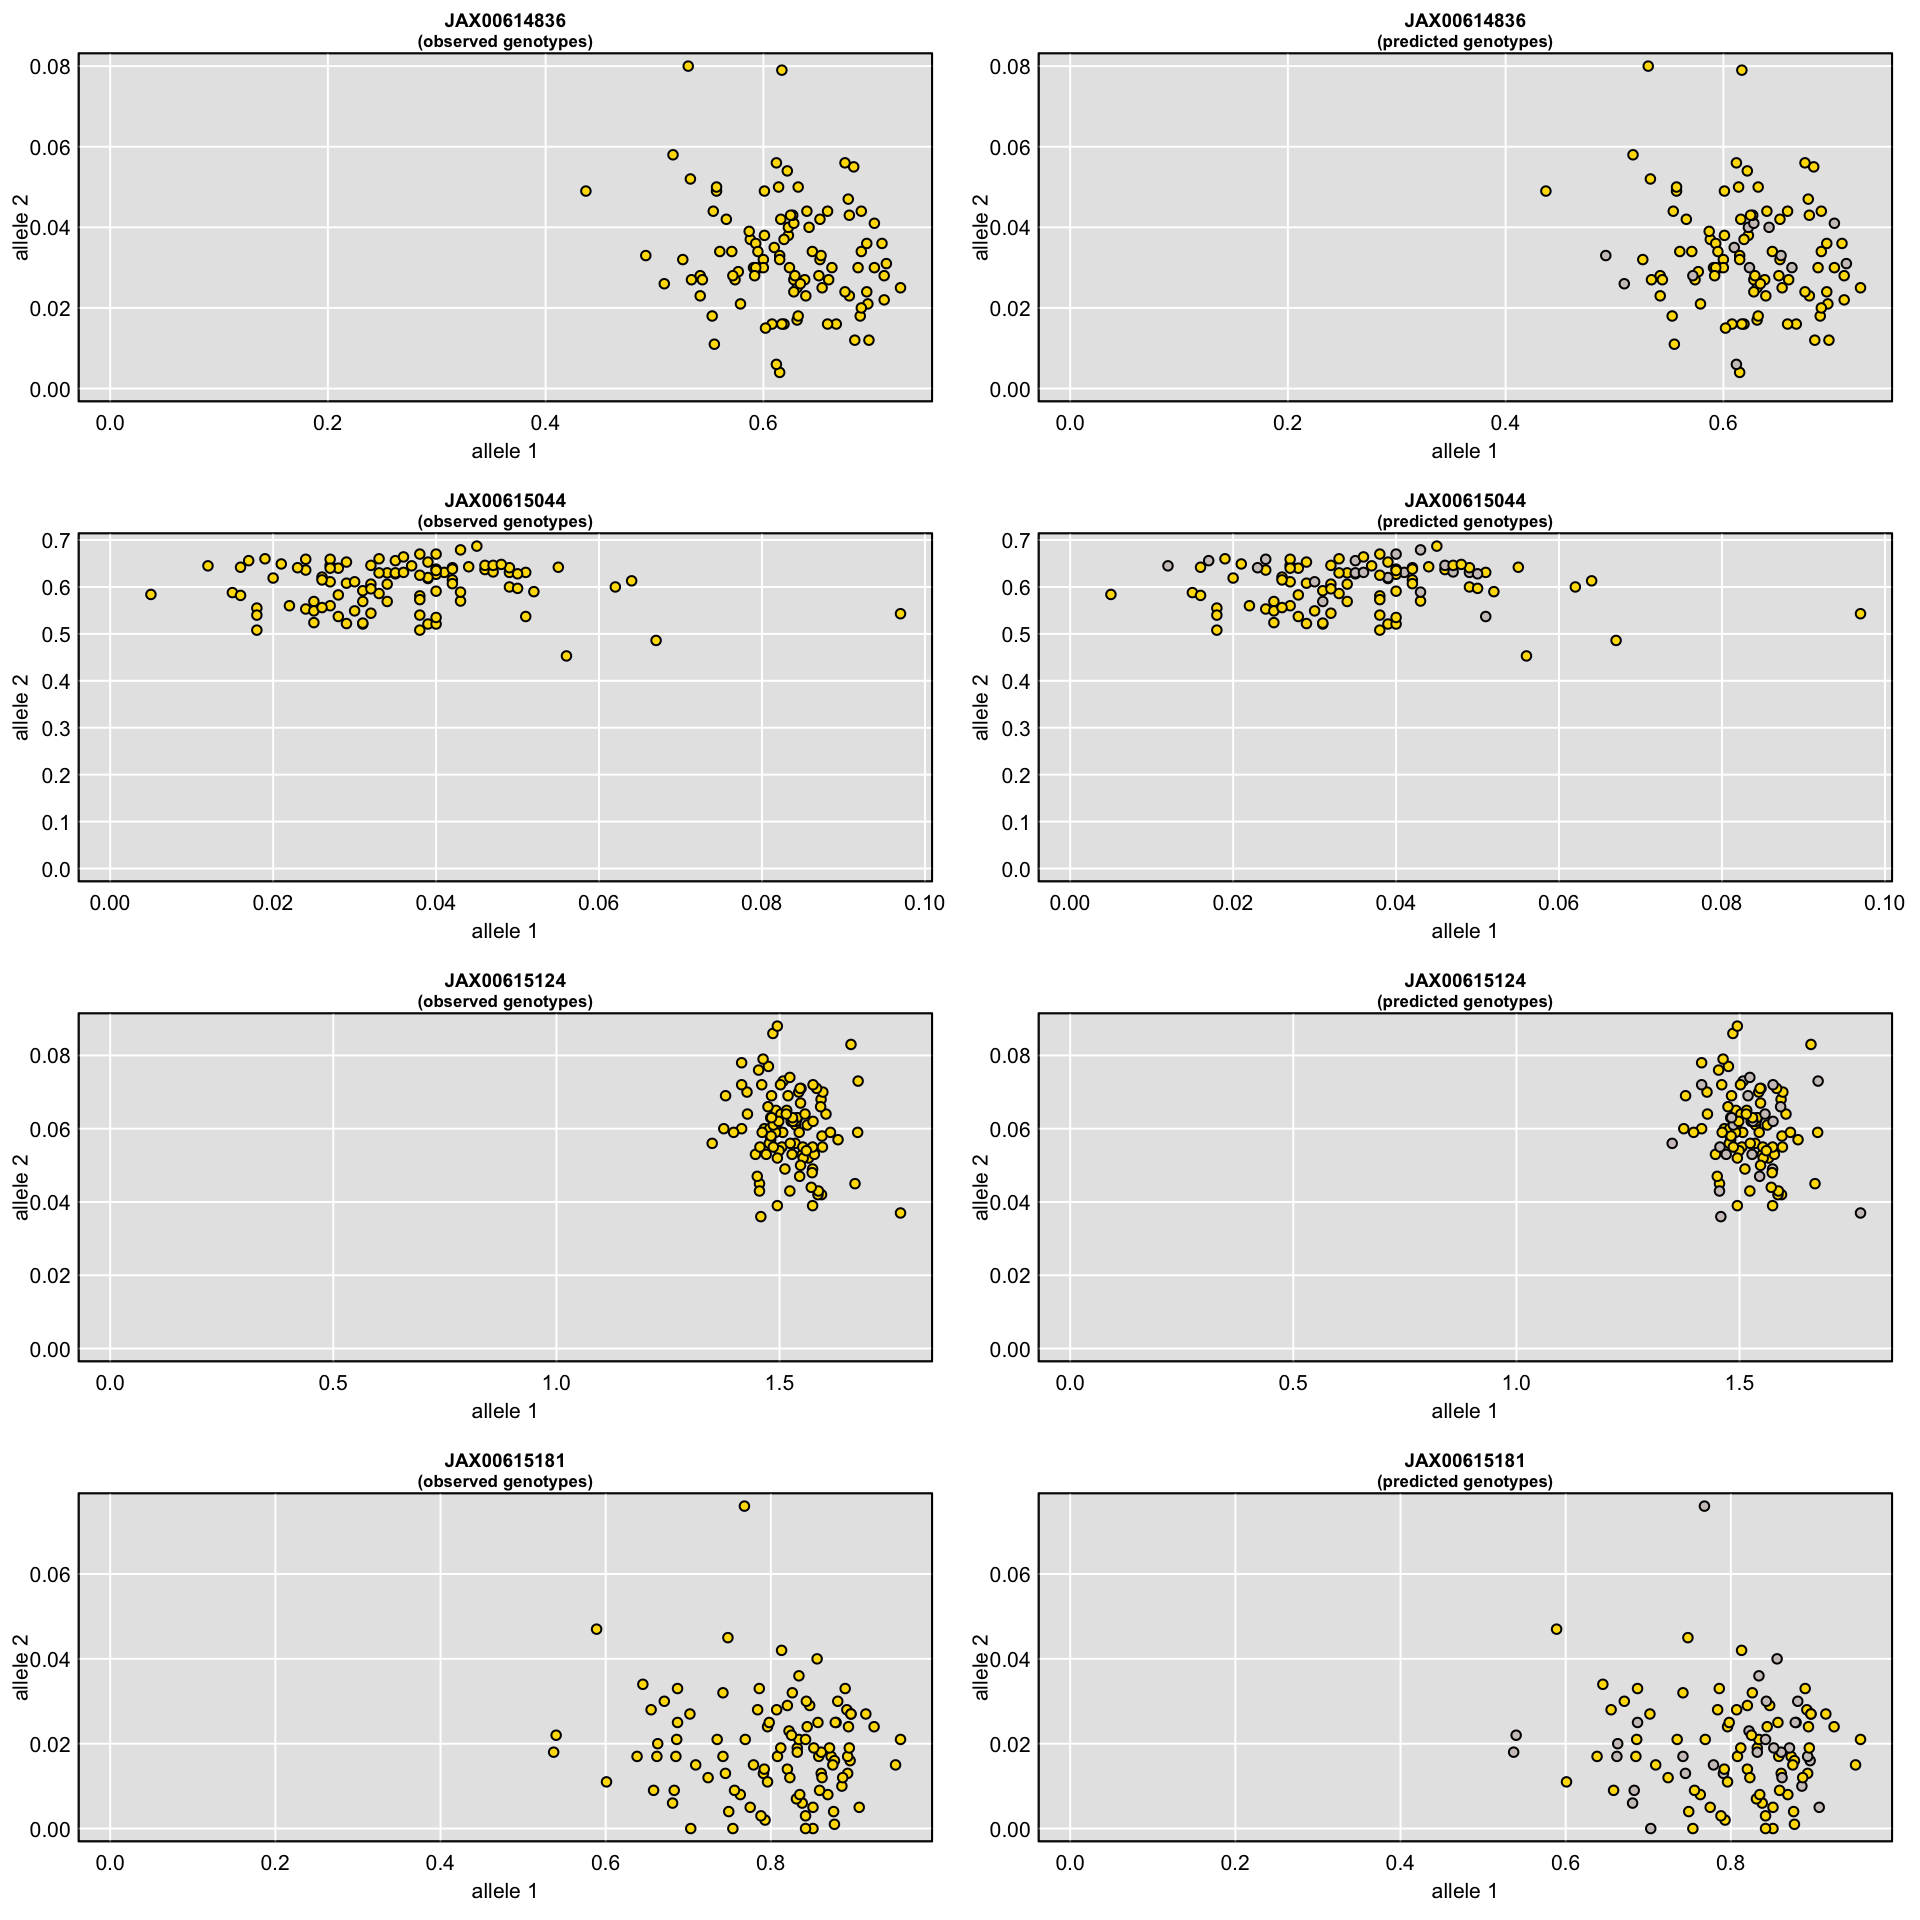 JAX00614836
(observed genotypes)
0.08
0.06
0.04
0.02
0.00
allele 2
0.0 0.2 0.4 0.6
allele 1
JAX00614836
(predicted genotypes)
0.08
0.06
0.04
0.02
0.00
allele 2
0.0 0.2 0.4 0.6
allele 1
JAX00615044
(observed genotypes)
0.7
0.6
0.5
0.4
0.3
0.2
0.1
0.0
allele 2
0.00 0.02 0.04 0.06 0.08 0.10
allele 1
JAX00615044
(predicted genotypes)
0.7
0.6
0.5
0.4
0.3
0.2
0.1
0.0
allele 2
0.00 0.02 0.04 0.06 0.08 0.10
allele 1
JAX00615124
(observed genotypes)
0.08
0.06
0.04
0.02
0.00
allele 2
0.0 0.5 1.0 1.5
allele 1
JAX00615124
(predicted genotypes)
0.08
0.06
0.04
0.02
0.00
allele 2
0.0 0.5 1.0 1.5
allele 1
JAX00615181
(observed genotypes)
0.06
0.04
0.02
0.00
allele 2
0.0 0.2 0.4 0.6 0.8
allele 1
JAX00615181
(predicted genotypes)
0.06
0.04
0.02
0.00
allele 2
0.0 0.2 0.4 0.6 0.8
allele 1